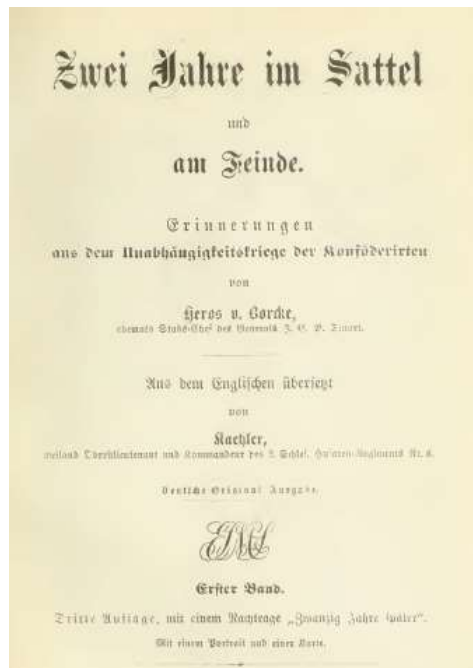 Zwei Jahre im Sattel
und
am Feinde.
Erinnerungen
aus dem Unabhängigkeitskriege der Konföderirten
von
Heros v. Borcke,
ehemals Stabs-Chef des Generals J. E. B. Stuart.
Aus dem Englischen übersetzt
von
Kaehler,
weiland Oberstlieutenant und Kommandeur des 2. Schles. Husaren-Regiments Nr. 6.
Deutsche Original Ausgabe.
Erster Band.
Dritte Auflage, mit einem Nachtrage „Zwanzig Jahre später“.
Mit einem Portrait und einer Karte.